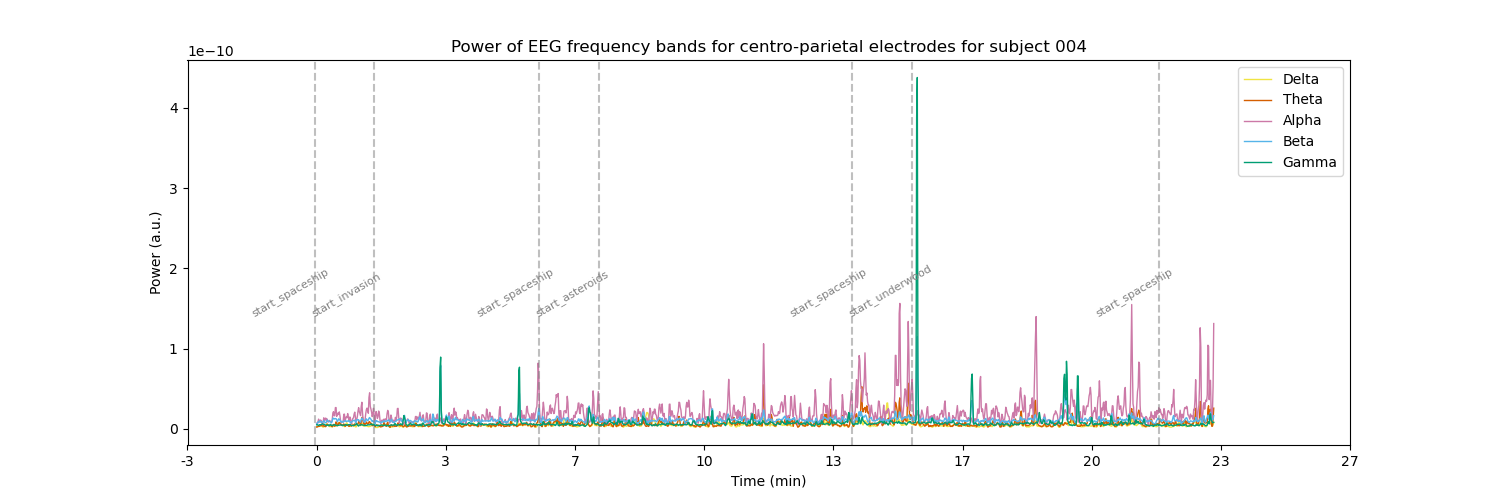 Power of EEG frequency bands for centro-parietal electrodes for subject 004
1e−10
Delta
Theta
Alpha
Beta
Gamma
4
3
2
1
0
Power (a.u.)
start_spaceship
start_invasion
start_spaceship
start_asteroids
start_spaceship
start_underwood
start_spaceship
-3
0
3
7
10
13
17
20
23
27
Time (min)